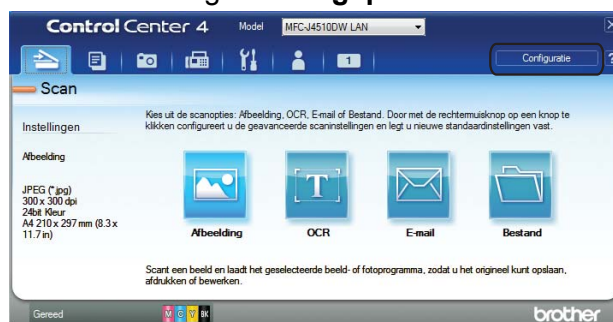 Control Center 4 Model MFC-J4510DW LAN
1
Configuratie ?
Scan
Instellingen
Kies uit de scanopties: Afbeelding, OCR, E-mail of Bestand. Door met de rechtermuisknop op een knop te
klikken configureert u de geavanceerde scaninstellingen en legt u nieuwe standaardinstellingen vast.
Afbeelding
JPEG (*.jpg)
300 x 300 dpi
24bit Kleur
A4 210 x 297 mm (8.3 x
11.7 in)
T
Afbeelding OCR E-mail Bestand
Scant een beeld en laadt het geselecteerde beeld- of fotoprogramma, zodat u het origineel kunt opslaan,
afdrukken of bewerken.
Gereed M C Y BK brother